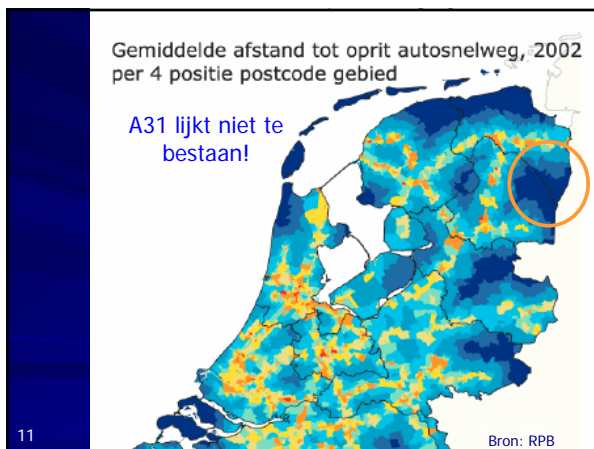 Gemiddelde afstand tot oprit autosnelweg, 2002
per 4 positie postcode gebied
A31 lijkt niet te
bestaan!
11
Bron: RPB